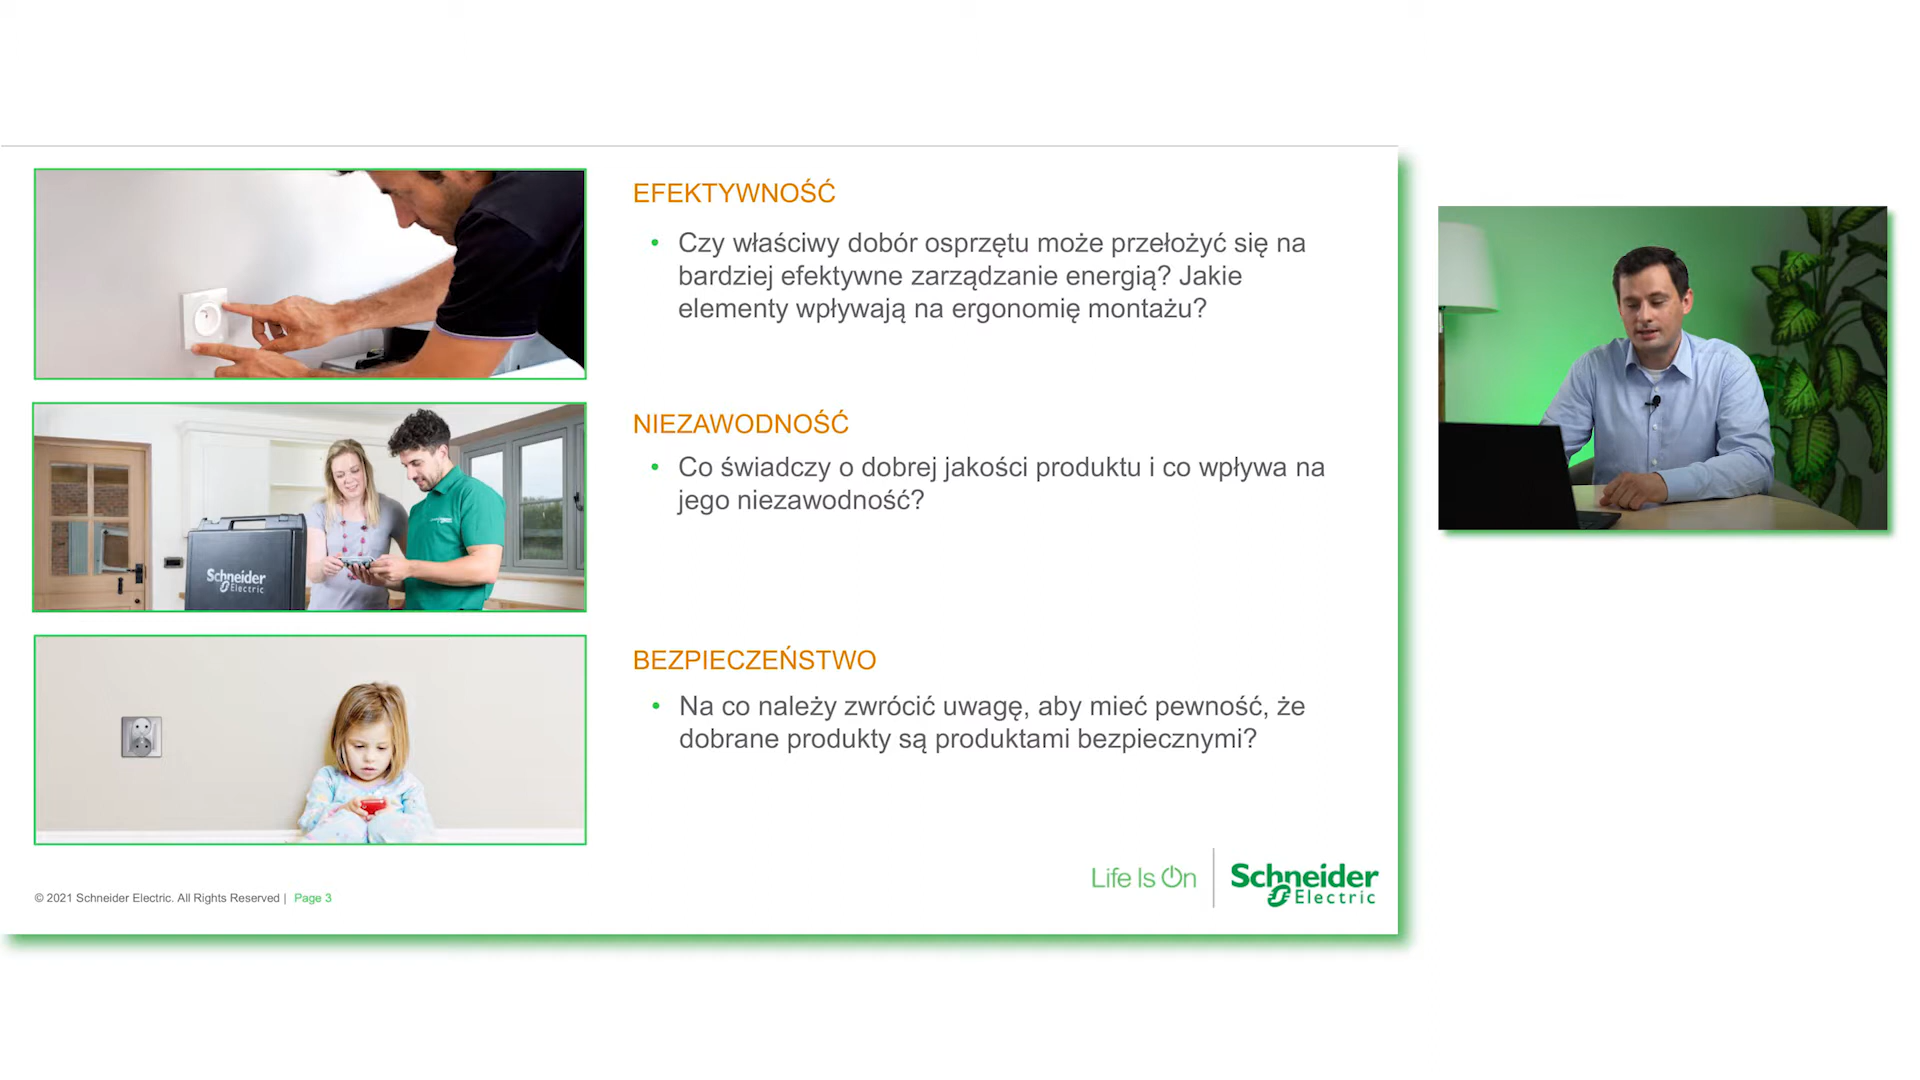 EFEKTYWNOŚĆ
• Czy właściwy dobór osprzętu może przełożyć się na
bardziej efektywne zarządzanie energią? Jakie
elementy wpływają na ergonomię montażu?
NIEZAWODNOŚĆ
• Co świadczy o dobrej jakości produktu i co wpływa na
jego niezawodność?
Schneider
Electric
BEZPIECZEŃSTWO
• Na co należy zwrócić uwagę, aby mieć pewność, że
dobrane produkty są produktami bezpiecznymi?
Life Is On
Schneider
Electric
© 2021 Schneider Electric. All Rights Reserved | Page 3